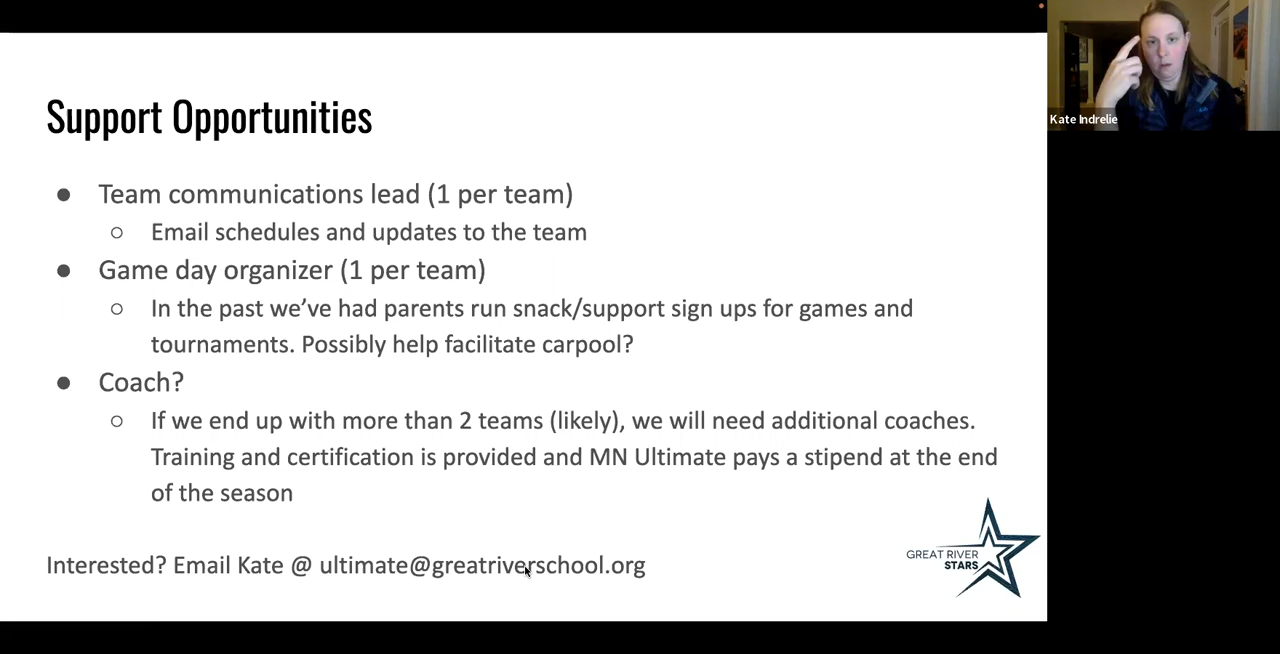 Support Opportunities
● Team communications lead (1 per team)
○ Email schedules and updates to the team
● Game day organizer (1 per team)
○ In the past we’ve had parents run snack/support sign ups for games and
tournaments. Possibly help facilitate carpool?
● Coach?
○ If we end up with more than 2 teams (likely), we will need additional coaches.
Training and certification is provided and MN Ultimate pays a stipend at the end
of the season
Interested? Email Kate @ ultimate@greatriverschool.org
GREAT RIVER
STARS
Kate Indrelie